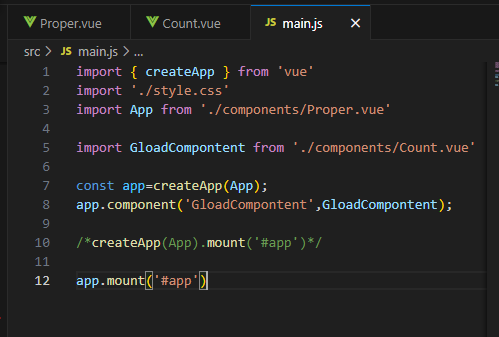 Proper.vue
Count.vue
JS main.js
src > JS main.js > ...
1 import { createApp } from 'vue'
2 import './style.css'
3 import App from './components/Proper.vue'
4
5 import GloadCompontent from './components/Count.vue'
6
7 const app=createApp(App);
8 app.component('GloadCompontent',GloadCompontent);
9
10 /*createApp(App).mount('#app')*/
11
12 app.mount('#app')